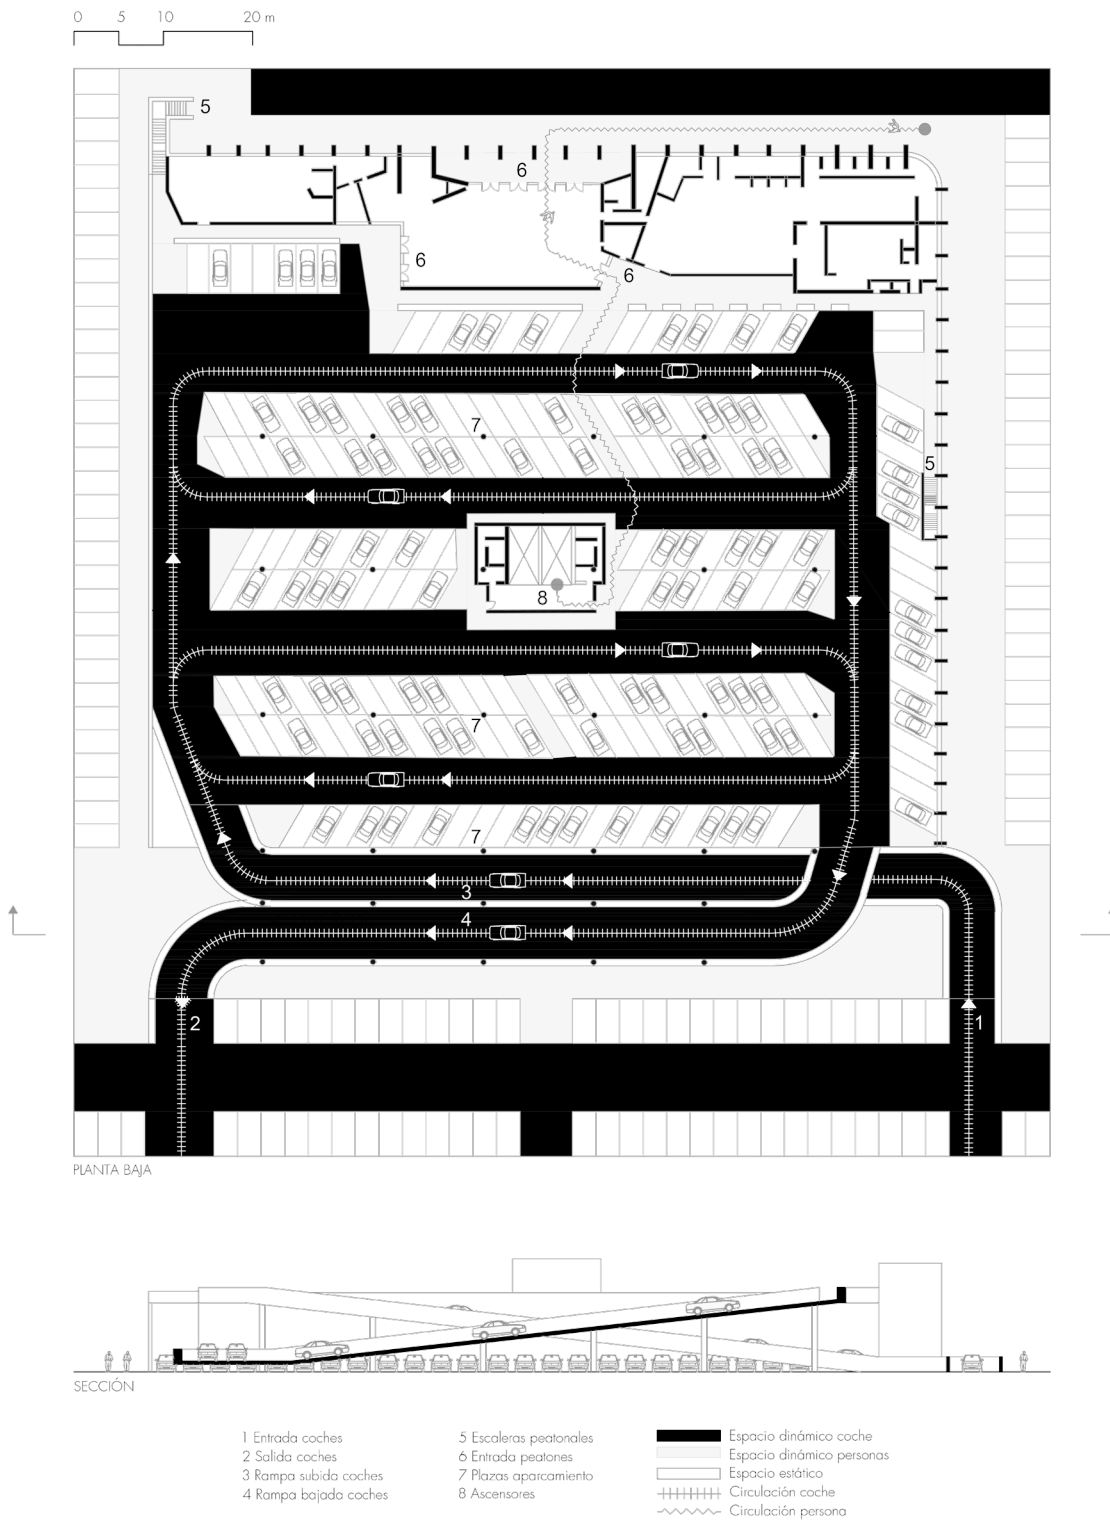 0 5 10 20 m
5
6
6
6
7
5
8
7
7
3
4
2
1
PLANTA BAJA
SECCIÓN
1 Entrada coches
2 Salida coches
3 Rampa subida coches
4 Rampa bajada coches
5 Escaleras peatonales
6 Entrada peatones
7 Plazas aparcamiento
8 Ascensores
Espacio dinámico coche
Espacio dinámico personas
Espacio estático
Circulación coche
Circulación persona